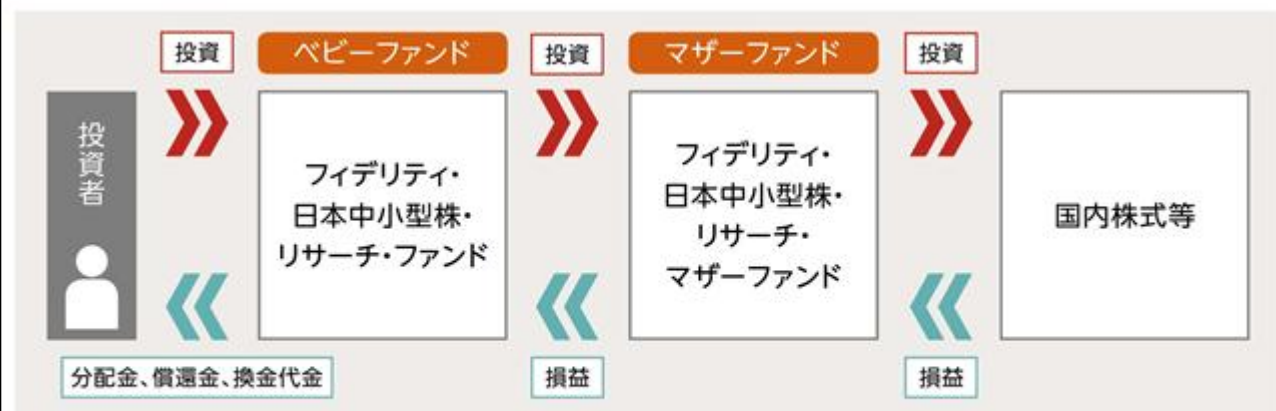 投資
ベビーファンド
投資
マザーファンド
投資
投資者
フィデリティ・
日本中小型株・
リサーチ・ファンド
フィデリティ・
日本中小型株・
リサーチ・
マザーファンド
国内株式等
分配金、償還金、換金代金
損益
損益